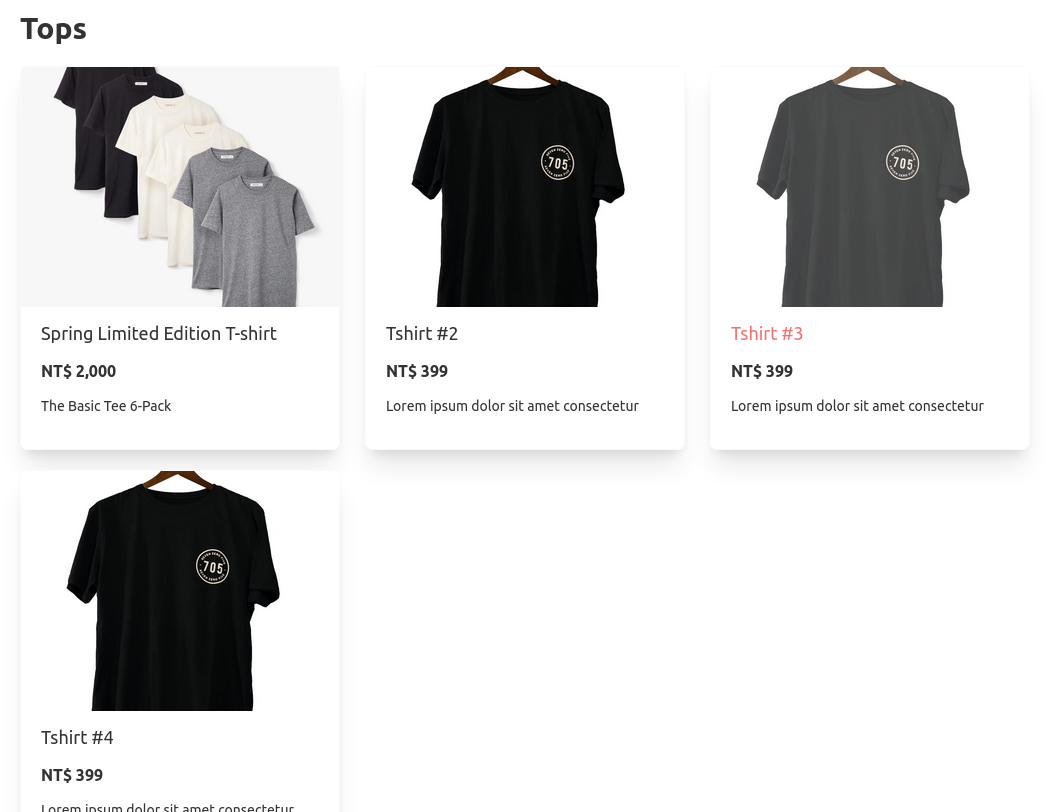 Tops
Spring Limited Edition T-shirt
NT$ 2,000
The Basic Tee 6-Pack
705
Tshirt #2
NT$ 399
Lorem ipsum dolor sit amet consectetur
705
Tshirt #3
NT$ 399
Lorem ipsum dolor sit amet consectetur
705
Tshirt #4
NT$ 399
Lorem ipsum dolor sit amet consectetur